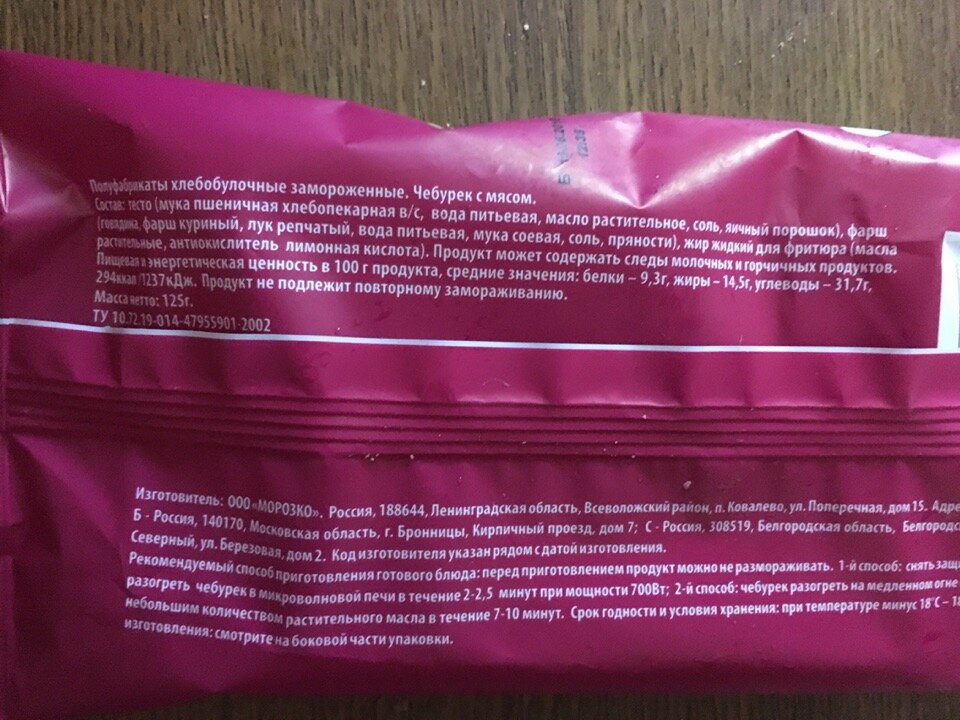 Полуфабрикаты хлебобулочные замороженные. Чебурек с мясом.
Состав: тесто (мука пшеничная хлебопекарная в/с, вода питьевая, масло растительное, соль, яичный порошок), фарш
(говядина, фарш куриный, лук репчатый, вода питьевая, мука соевая, соль, пряности), жир жидкий для фритюра (масла
растительные, антиокислитель лимонная кислота). Продукт может содержать следы молочных и горчичных продуктов.
Пищевая и энергетическая ценность в 100 г продукта, средние значения: белки – 9,3г, жиры – 14,5г, углеводы – 31,7г,
294ккал /1237кДж. Продукт не подлежит повторному замораживанию.
Масса нетто: 125г.
ТУ 10.72.19-014-47955901-2002
Изготовитель: ООО «МОРОЗКО». Россия, 188644, Ленинградская область, Всеволожский район, п. Ковалево, ул. Поперечная, дом 15. Адре
Б - Россия, 140170, Московская область, г. Бронницы, Кирпичный проезд, дом 7; С - Россия, 308519, Белгородская область, Белгородс
Северный, ул. Березовая, дом 2. Код изготовителя указан рядом с датой изготовления.
Рекомендуемый способ приготовления готового блюда: перед приготовлением продукт можно не размораживать. 1-й способ: снять защи
разогреть чебурек в микроволновой печи в течение 2-2,5 минут при мощности 700Вт; 2-й способ: чебурек разогреть на медленном огне
небольшим количеством растительного масла в течение 7-10 минут. Срок годности и условия хранения: при температуре минус 18˚С – 18
изготовления: смотрите на боковой части упаковки.